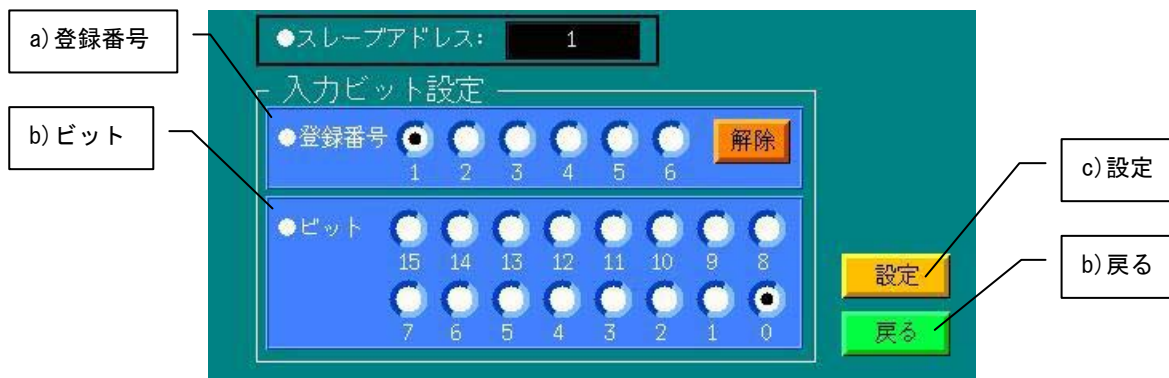 a)登録番号
b)ビット
●スレーブアドレス: 1
入力ビット設定
●登録番号
1 2 3 4 5 6
解除
●ビット
15 14 13 12 11 10 9 8
7 6 5 4 3 2 1 0
設定
戻る
c)設定
b)戻る